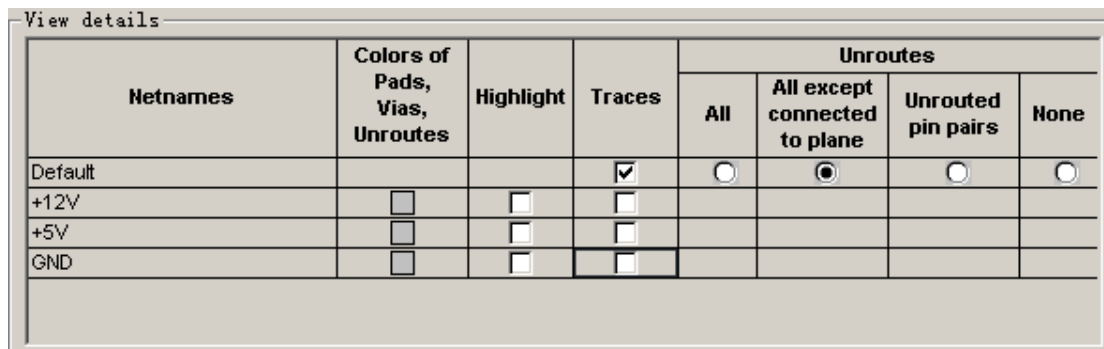 View details
Netnames
Colors of
Pads,
Vias,
Unroutes
Highlight
Traces
Unroutes
All
All except
connected
to plane
Unrouted
pin pairs
None
Default
+12V
+5V
GND